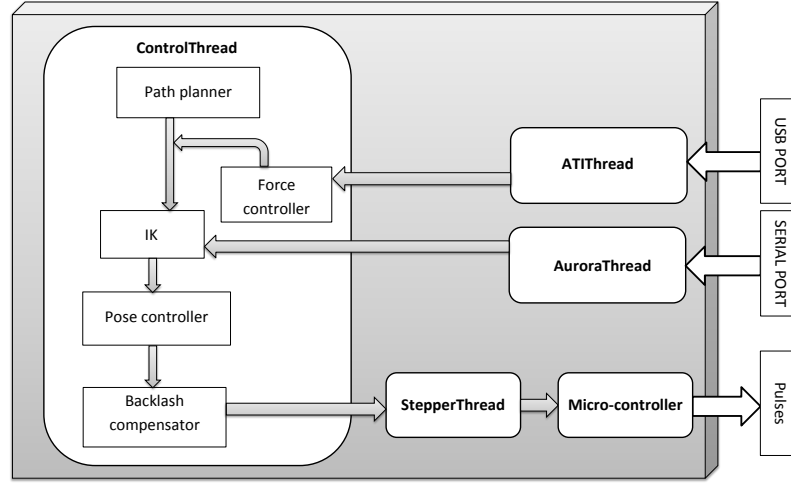 ControlThread
Path planner
Force
controller
IK
Pose controller
Backlash
compensator
ATIThread
AuroraThread
StepperThread
Micro-controller
USB PORT
SERIAL PORT
Pulses